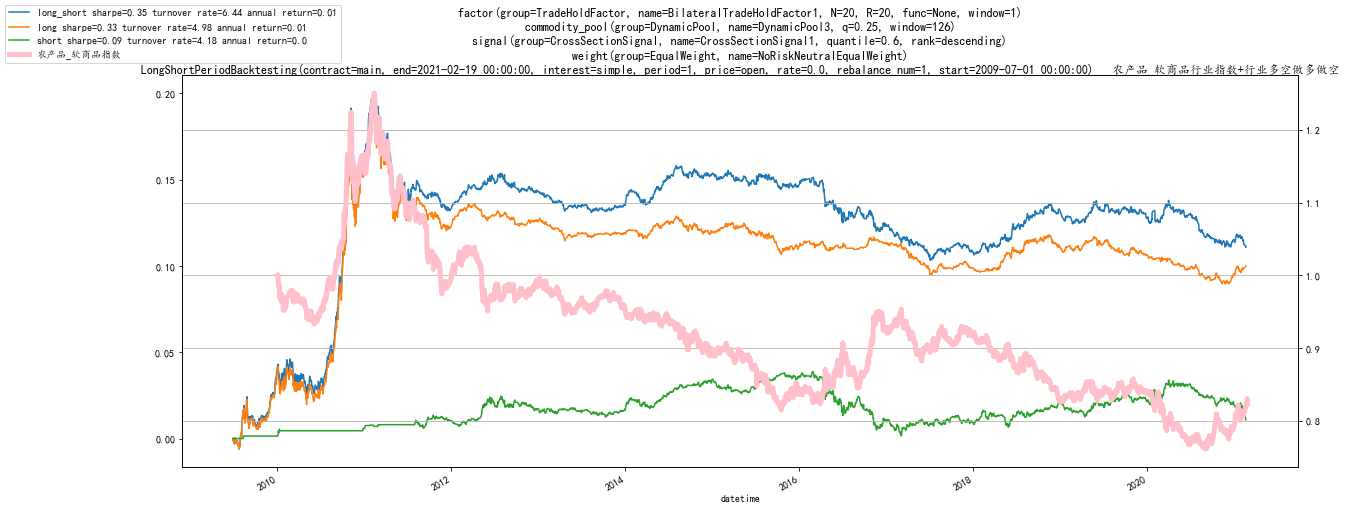 long_short sharpe=0.35 turnover rate=6.44 annual return=0.01
long sharpe=0.33 turnover rate=4.98 annual return=0.01
short sharpe=0.09 turnover rate=4.18 annual return=0.0
农产品_软商品指数
factor(group=TradeHoldFactor, name=BilateralTradeHoldFactor1, N=20, R=20, func=None, window=1)
commodity_pool(group=DynamicPool, name=DynamicPool3, q=0.25, window=126)
signal(group=CrossSectionSignal, name=CrossSectionSignal1, quantile=0.6, rank=descending)
weight(group=EqualWeight, name=NoRiskNeutralEqualWeight)
LongShortPeriodBacktesting(contract=main, end=2021-02-19 00:00:00, interest=simple, period=1, price=open, rate=0.0, rebalance_num=1, start=2009-07-01 00:00:00)
农产品_软商品行业指数+行业多空做多做空
0.20
0.15
0.10
0.05
0.00
1.2
1.1
1.0
0.9
0.8
2010
2012
2014
2016
2018
2020
datetime